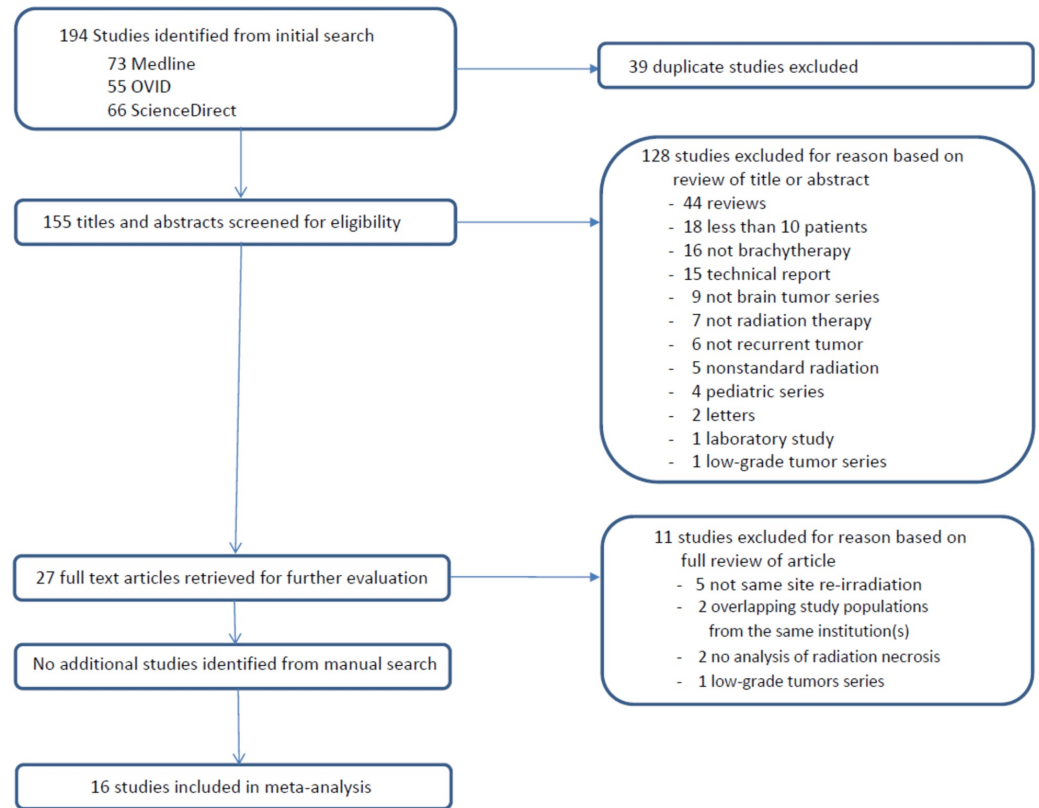 194 Studies identified from initial search
73 Medline
55 OVID
66 ScienceDirect
39 duplicate studies excluded
155 titles and abstracts screened for eligibility
128 studies excluded for reason based on
review of title or abstract
- 44 reviews
- 18 less than 10 patients
- 16 not brachytherapy
- 15 technical report
- 9 not brain tumor series
- 7 not radiation therapy
- 6 not recurrent tumor
- 5 nonstandard radiation
- 4 pediatric series
- 2 letters
- 1 laboratory study
- 1 low-grade tumor series
27 full text articles retrieved for further evaluation
11 studies excluded for reason based on
full review of article
- 5 not same site re-irradiation
- 2 overlapping study populations
from the same institution(s)
- 2 no analysis of radiation necrosis
- 1 low-grade tumors series
No additional studies identified from manual search
16 studies included in meta-analysis